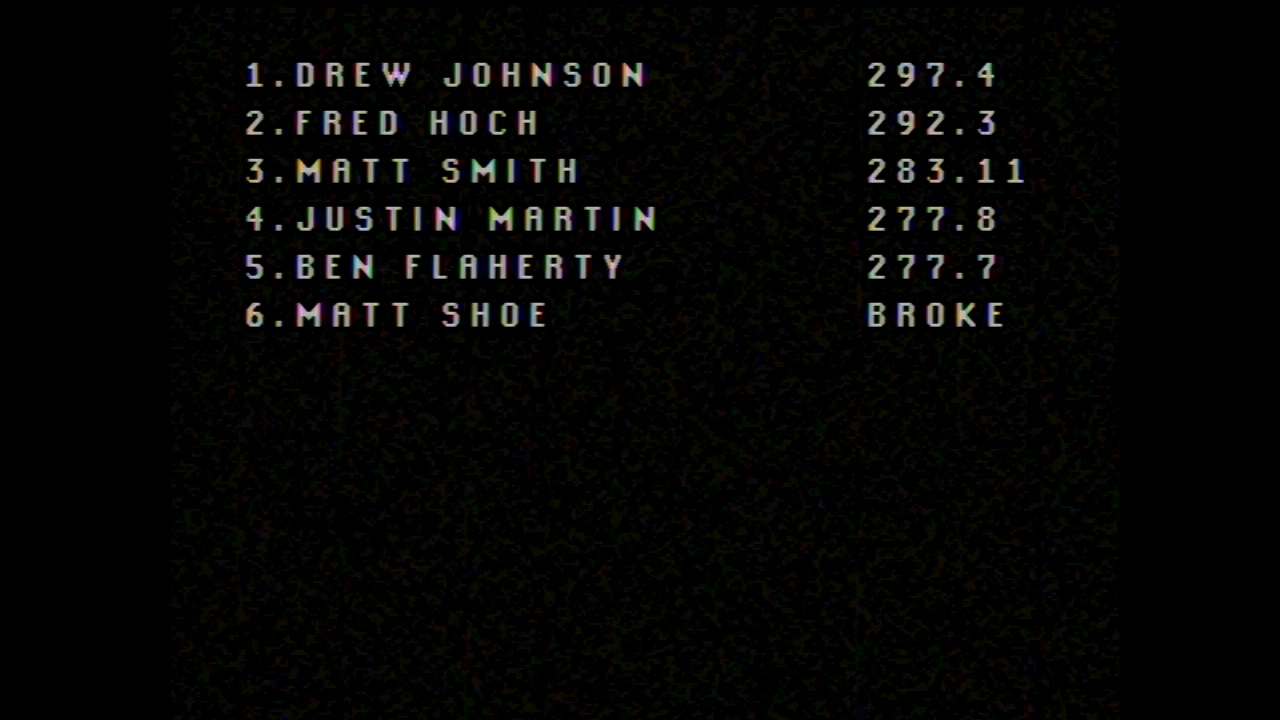 1.DREW JOHNSON 297.4
2.FRED HOCH 292.3
3.MATT SMITH 283.11
4.JUSTIN MARTIN 277.8
5.BEN FLAHERTY 277.7
6.MATT SHOE BROKE